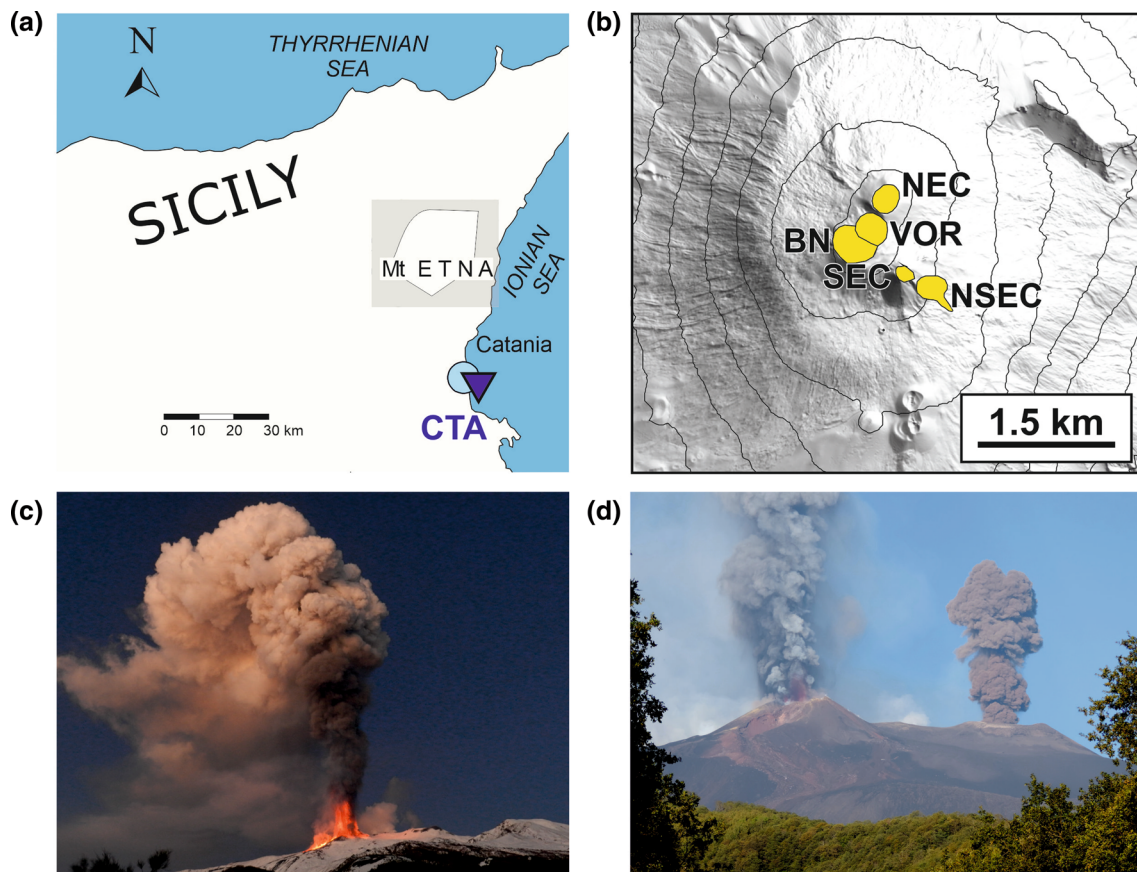 (a)
N
THYRRHENIAN
SEA
SICILY
Mt ETNA
IONIAN
SEA
Catania
CTA
0 10 20 30 km
(b)
NEC
VOR
BN
SEC
NSEC
1.5 km
(c)
(d)